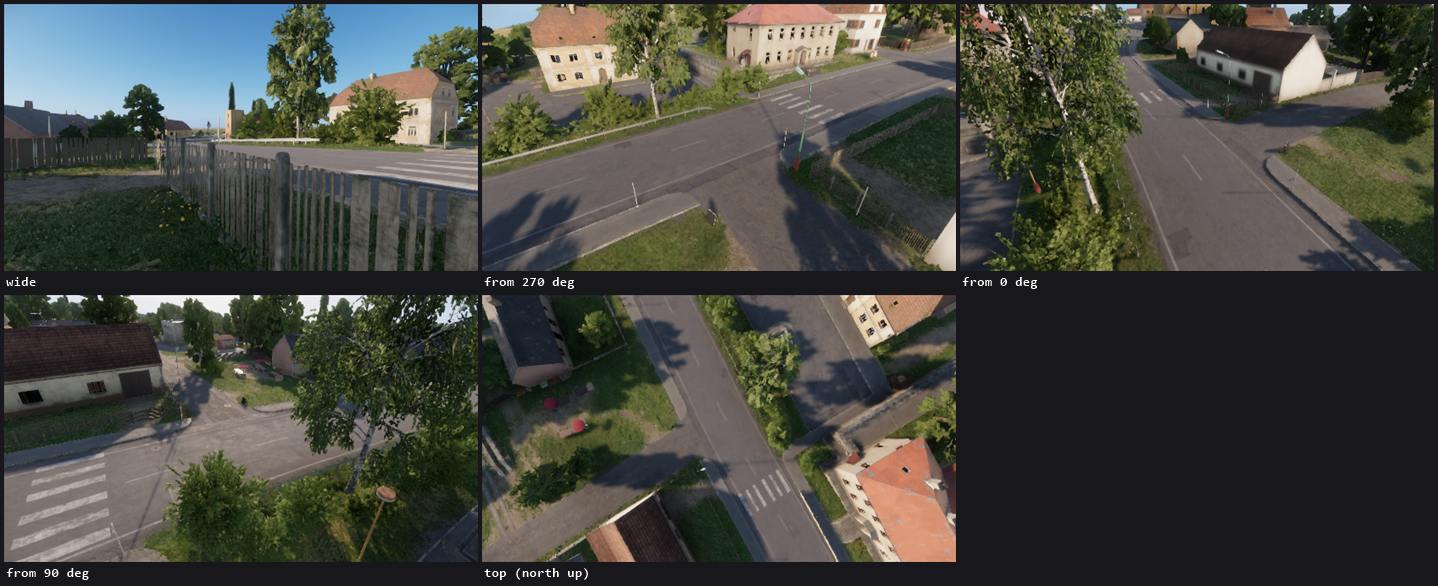 wide
from 270 deg
from 0 deg
from 90 deg
top (north up)